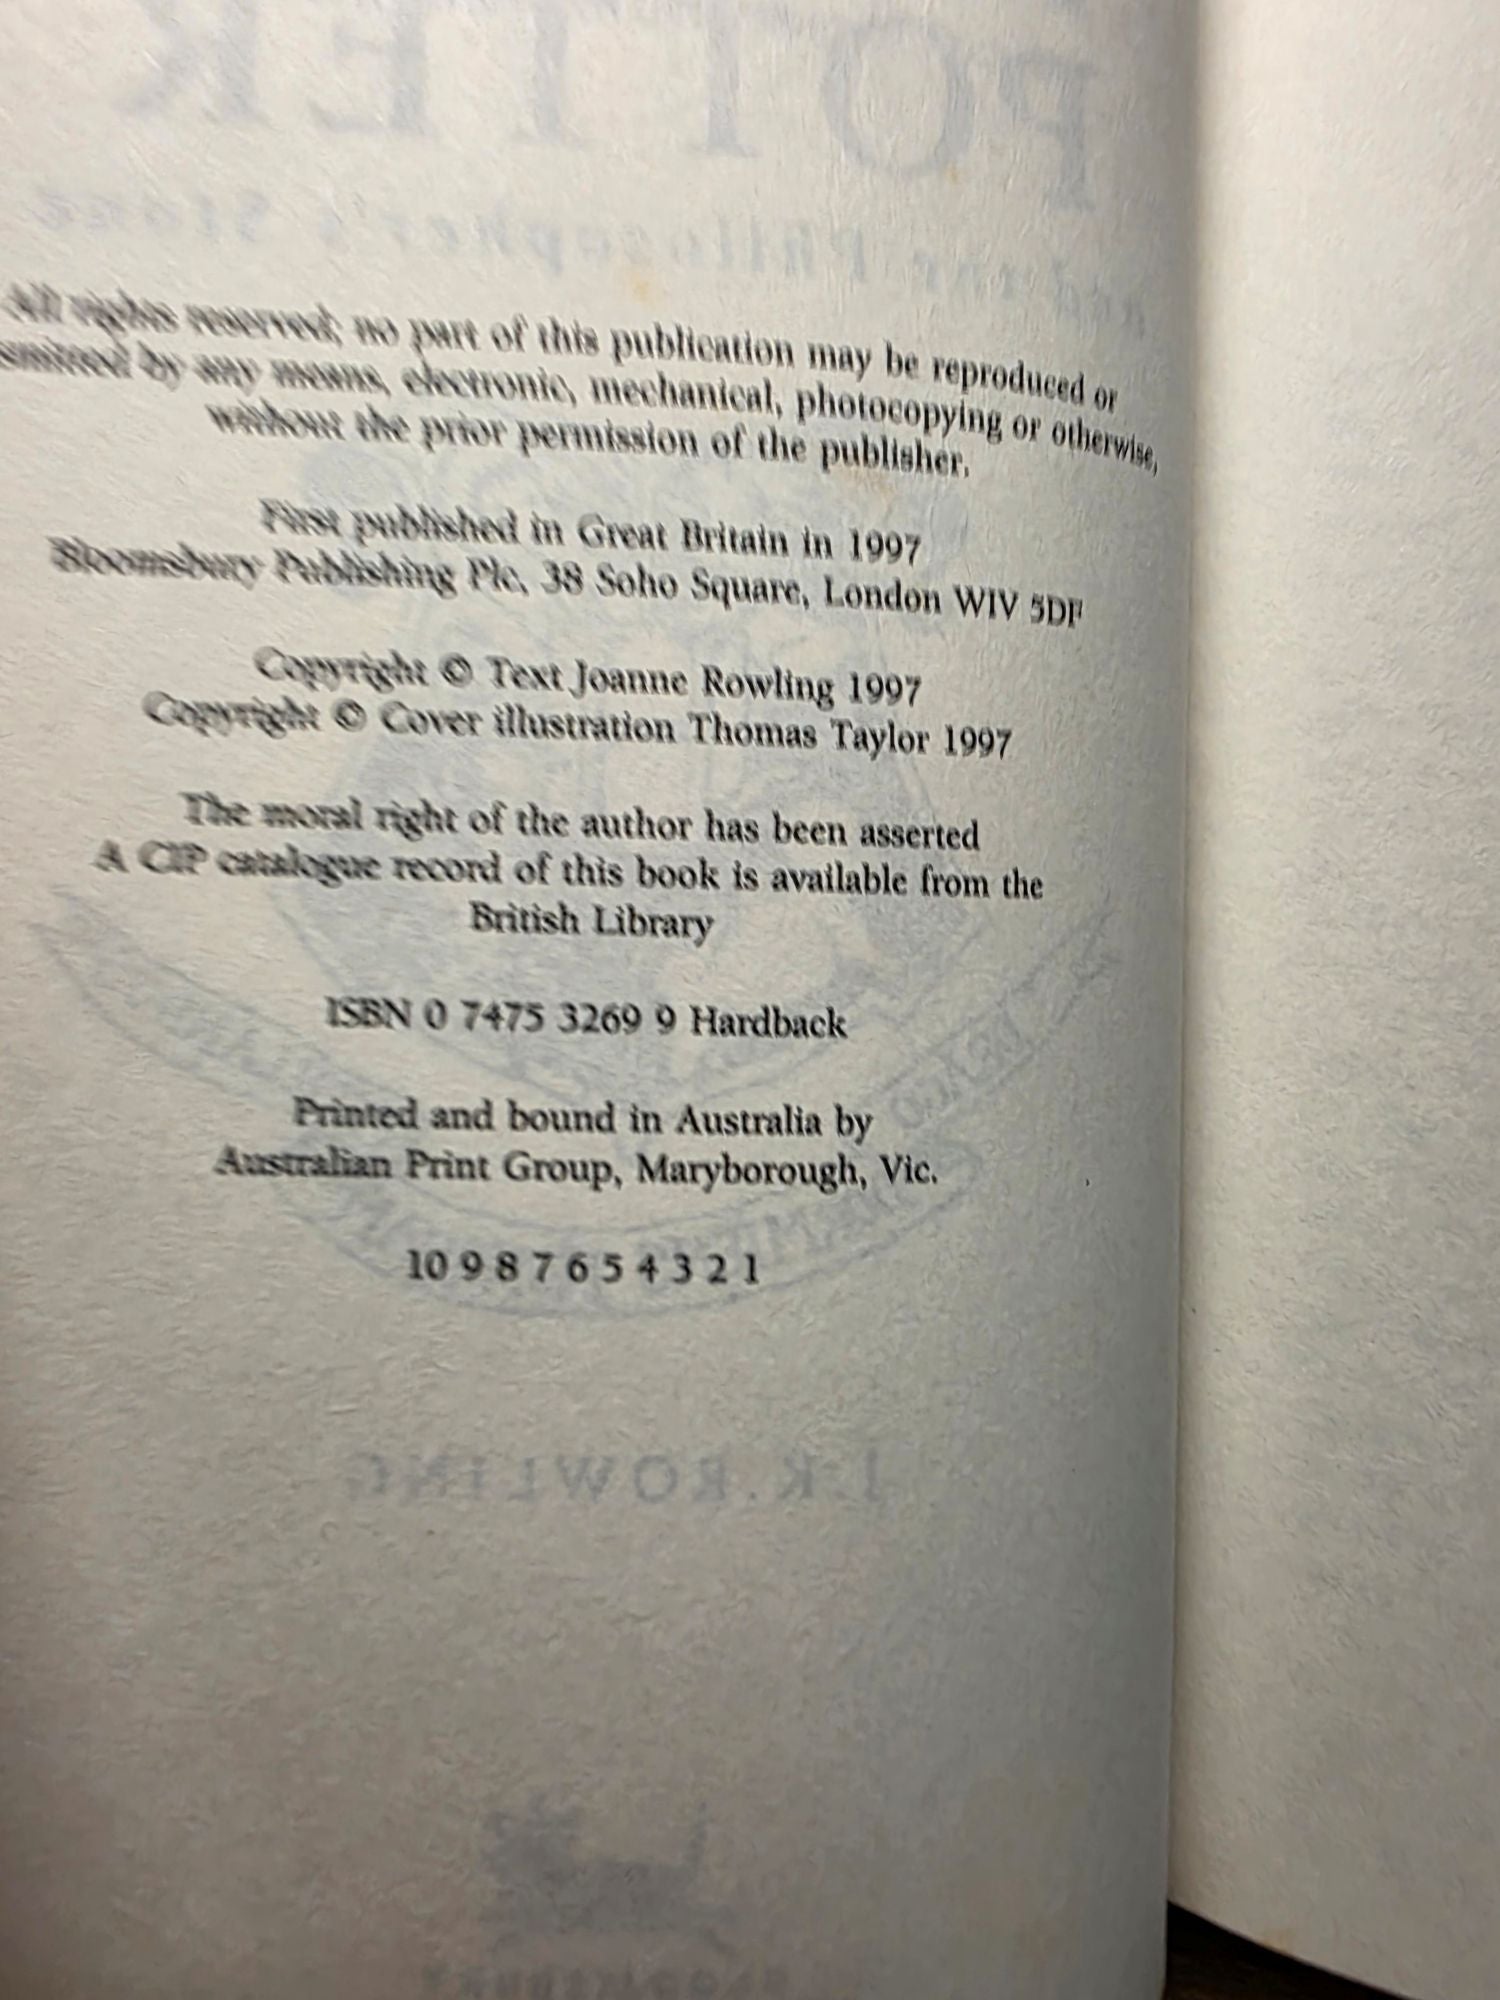 POTTER
Philosopher's Stone
All rights reserved; no part of this publication may be reproduced or
by any means, electronic, mechanical, photocopying or otherwise,
without the prior permission of the publisher.
First published in Great Britain in 1997
Bloomsbury Publishing Plc, 38 Soho Square, London WIV 5DF
Copyright © Text Joanne Rowling 1997
Copyright © Cover illustration Thomas Taylor 1997
The moral right of the author has been asserted
A CIP catalogue record of this book is available from the
British Library
ISBN 0 7475 3269 9 Hardback
Printed and bound in Australia by
Australian Print Group, Maryborough, Vic.
10 9 8 7 6 5 4 3 2 1
J. K. ROWLING